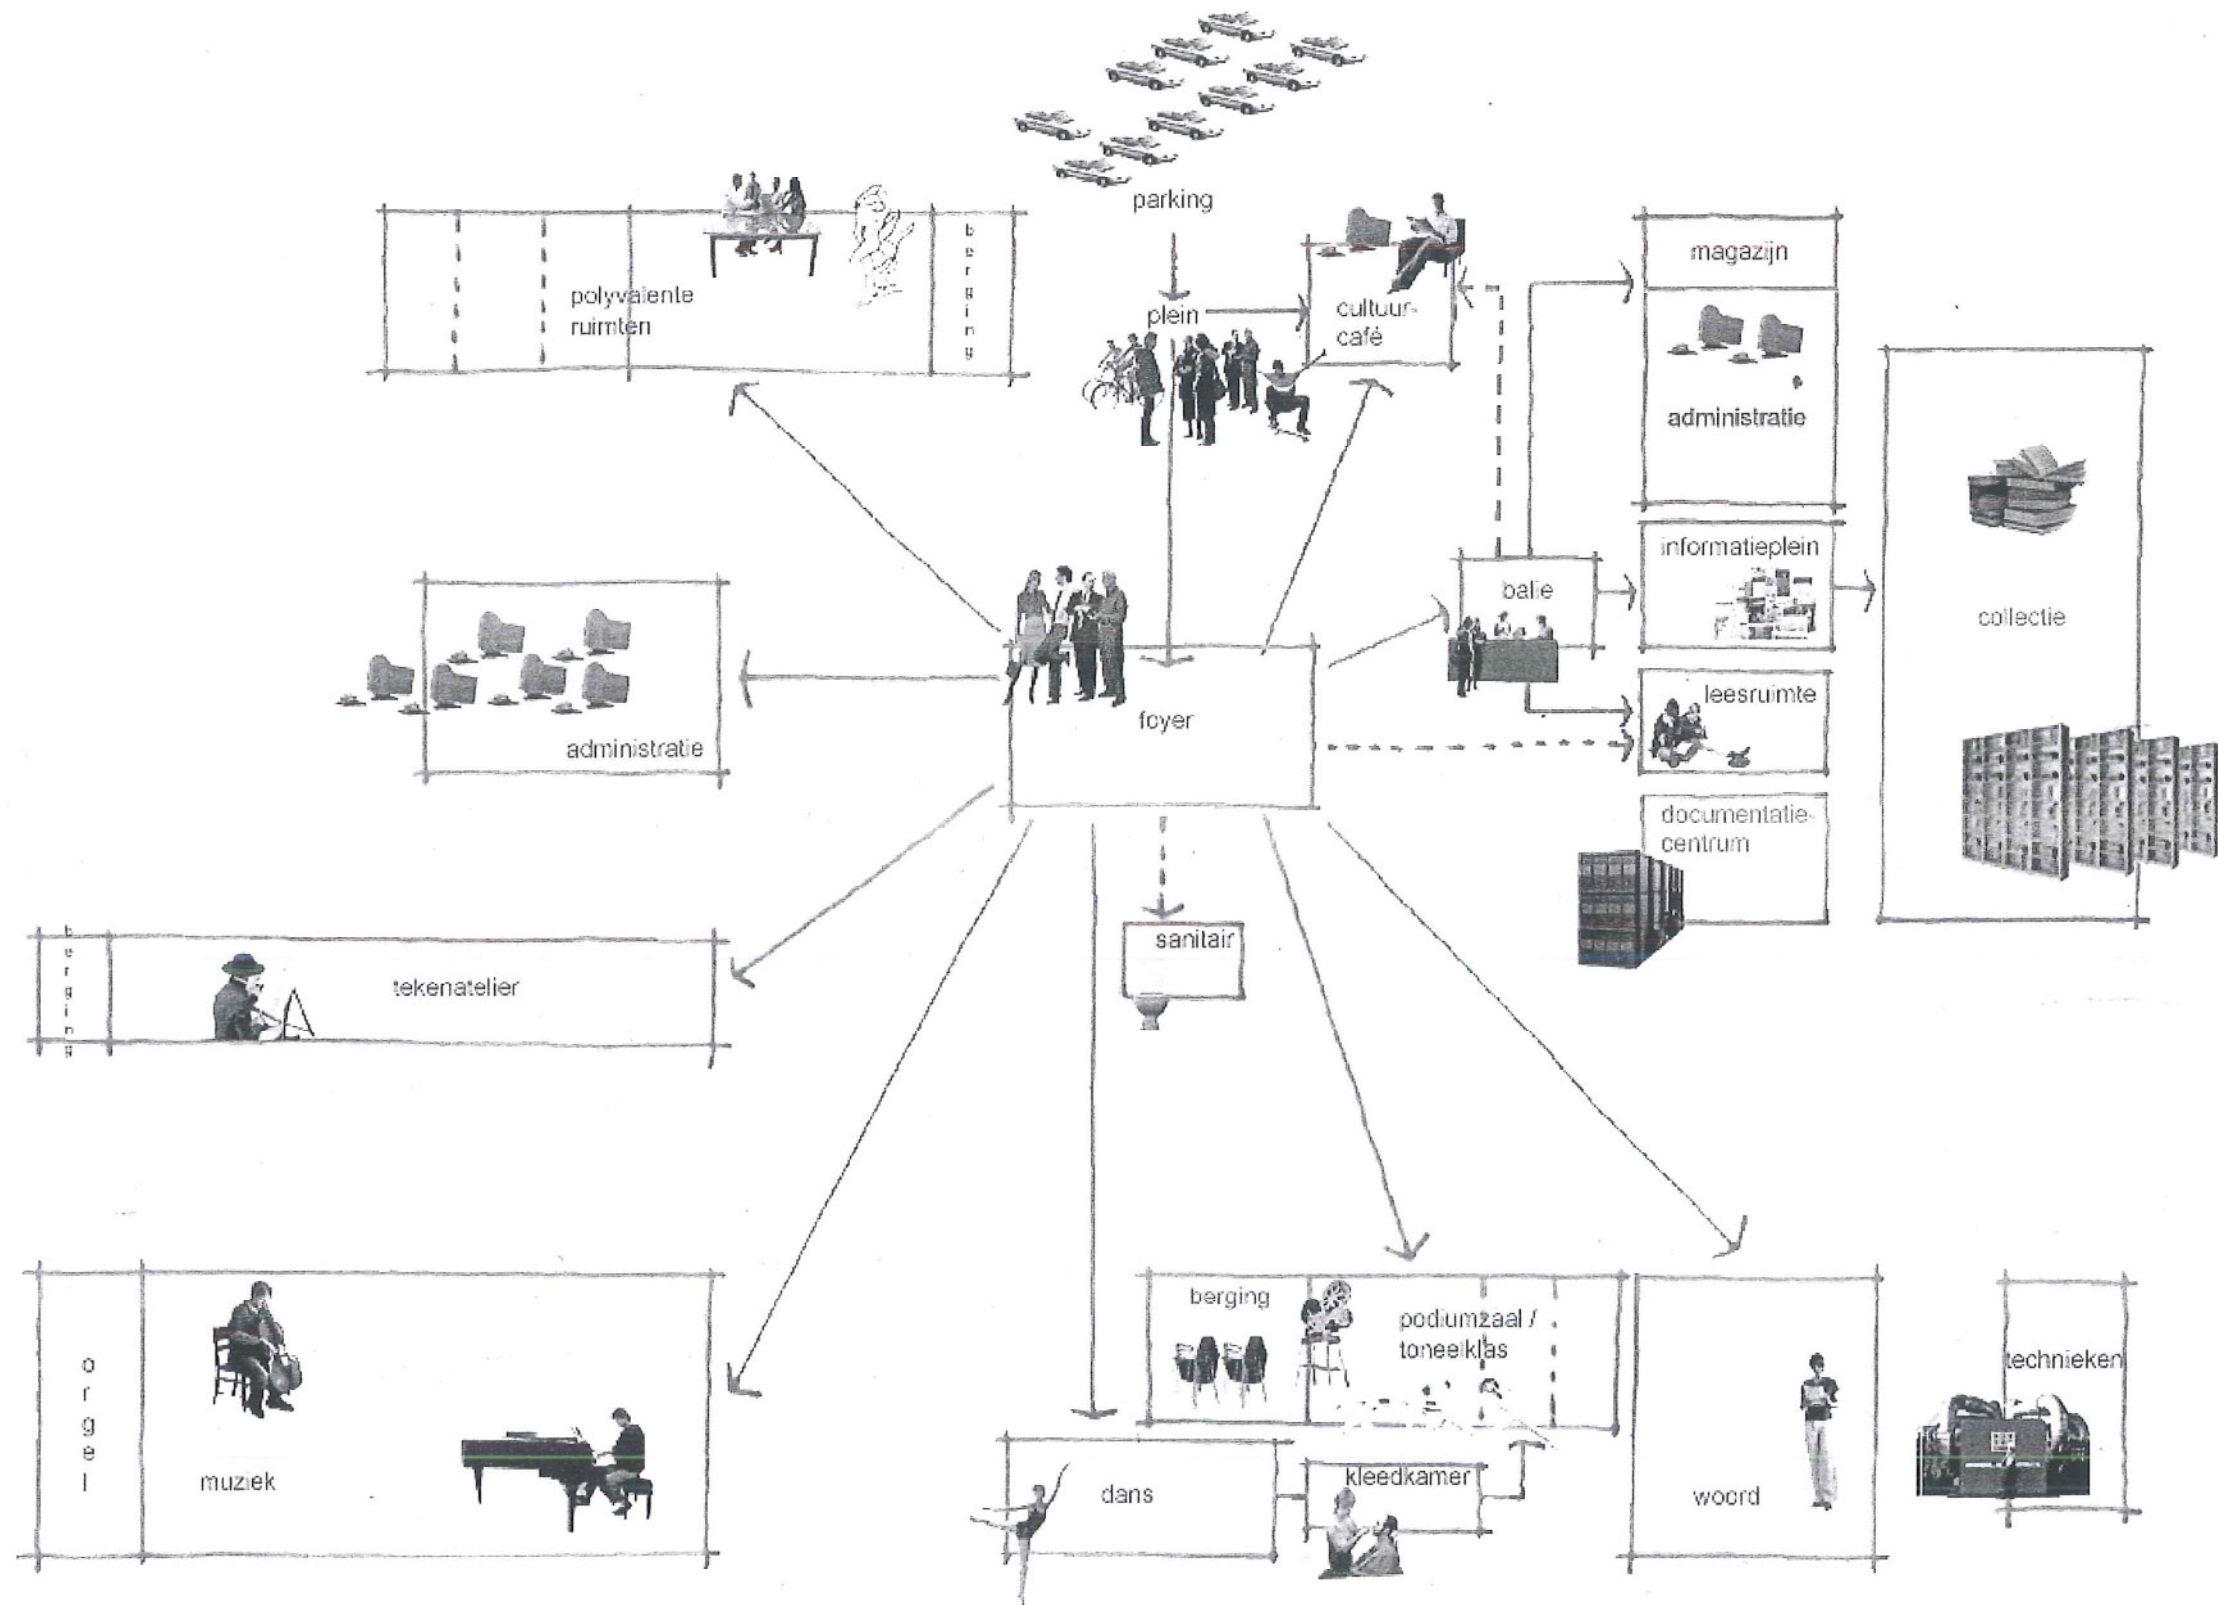 parking
plein
cultuur-
café
polyvalente
ruimten
berging
magazijn
administratie
informatieplein
balie
collectie
leesruimte
documentatie-
centrum
foyer
administratie
sanitair
berging
tekenatelier
orgel
muziek
berging
podiumzaal /
toneelklas
dans
kleedkamer
woord
technieken